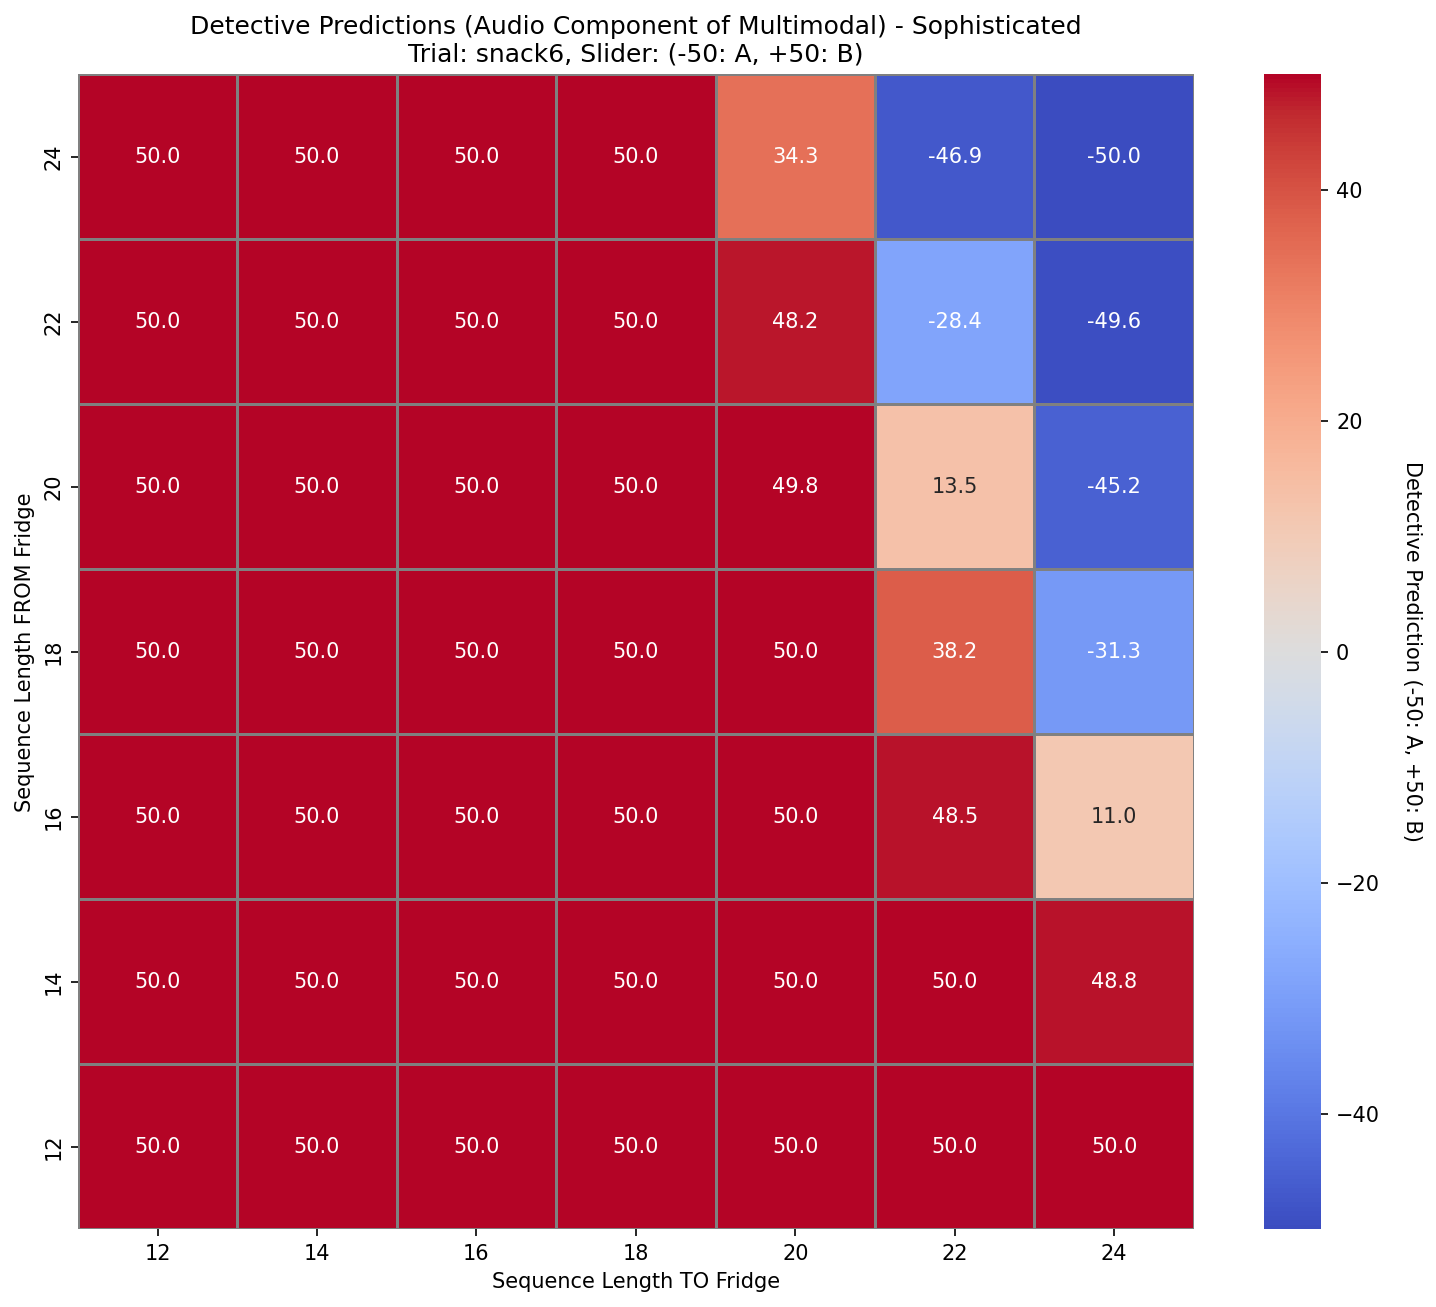 Detective Predictions (Audio Component of Multimodal) - Sophisticated
Trial: snack6, Slider: (-50: A, +50: B)
Sequence Length FROM Fridge
24 50.0 50.0 50.0 50.0 34.3 -46.9 -50.0
22 50.0 50.0 50.0 50.0 48.2 -28.4 -49.6
20 50.0 50.0 50.0 50.0 49.8 13.5 -45.2
18 50.0 50.0 50.0 50.0 50.0 38.2 -31.3
16 50.0 50.0 50.0 50.0 50.0 48.5 11.0
14 50.0 50.0 50.0 50.0 50.0 50.0 48.8
12 50.0 50.0 50.0 50.0 50.0 50.0 50.0
12 14 16 18 20 22 24
Sequence Length TO Fridge
40
20
0
−20
−40
Detective Prediction (-50: A, +50: B)